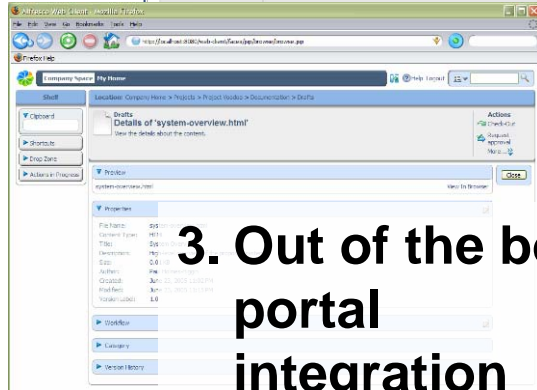 Alfresco Web Client - Mozilla Firefox
File Edit View Go Bookmarks Tools Help
Firefox Help
Company Space My Home
Help Logout
Shelf
Location: Company Home > Projects > Project > Documentation > Drafts
Clipboard
Shortcuts
Drop Zone
Actions in Progress
Drafts
Details of 'system-overview.html'
View the details about the content.
Actions
Check-Out
Request approval
More...
Preview
system-overview.html
View In Browser
Close
Properties
File Name:
Content Type:
Title:
Description:
Size:
Author:
Created:
Modified:
Version Label: 1.0
Workflow
Category
Version History
3. Out of the b
portal
integration